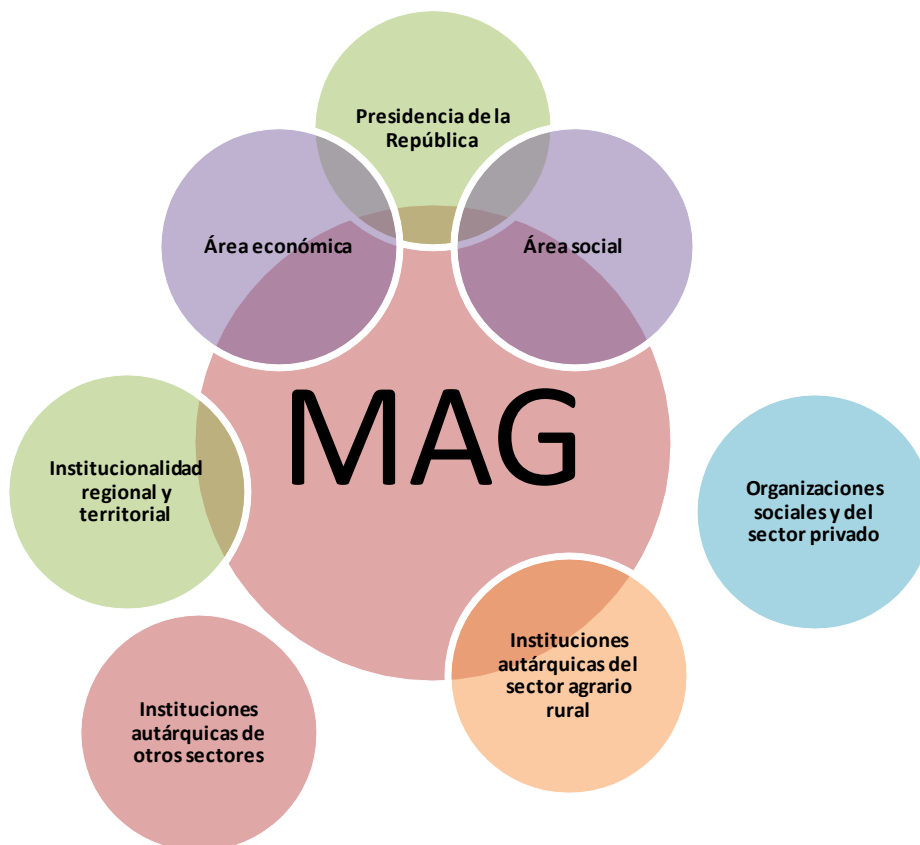 Presidencia de la
República
Área económica
Área social
MAG
Institucionalidad
regional y
territorial
Organizaciones
sociales y del
sector privado
Instituciones
autárquicas del
sector agrario
rural
Instituciones
autárquicas de
otros sectores